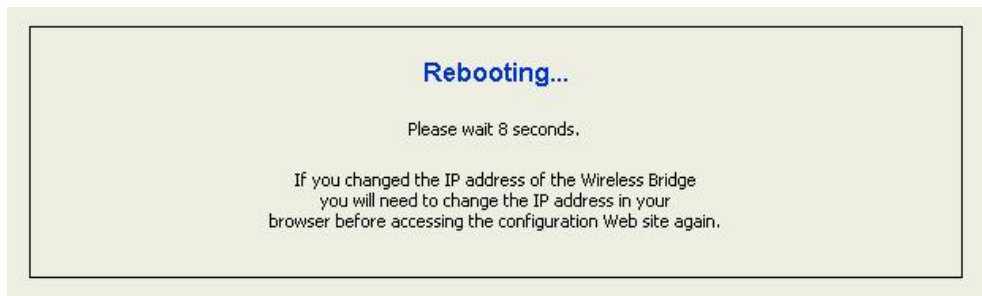 Rebooting...
Please wait 8 seconds.
If you changed the IP address of the Wireless Bridge
you will need to change the IP address in your
browser before accessing the configuration Web site again.